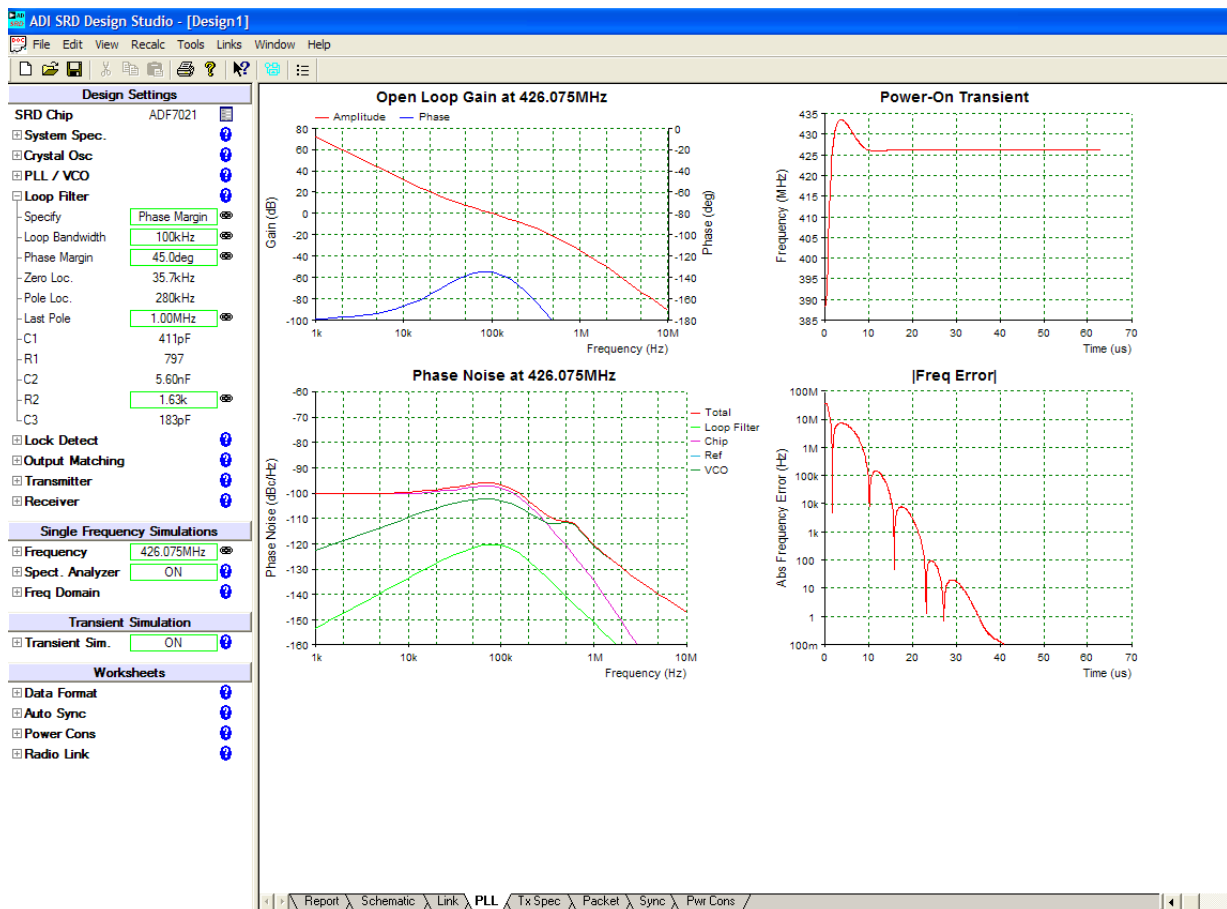 ADI SRD Design Studio - [Design1]
File Edit View Recalc Tools Links Window Help
Design Settings
SRD Chip ADF7021
System Spec.
Crystal Osc
PLL / VCO
Loop Filter
Specify Phase Margin
Loop Bandwidth 100kHz
Phase Margin 45.0deg
Zero Loc. 35.7kHz
Pole Loc. 280kHz
Last Pole 1.00MHz
C1 411pF
R1 797
C2 5.60nF
R2 1.63k
C3 183pF
Lock Detect
Output Matching
Transmitter
Receiver
Single Frequency Simulations
Frequency 426.075MHz
Spect. Analyzer ON
Freq Domain
Transient Simulation
Transient Sim. ON
Worksheets
Data Format
Auto Sync
Power Cons
Radio Link
Open Loop Gain at 426.075MHz
Amplitude Phase
80 0
60 -20
40 -40
20 -60
0 -80
-20 -100
-40 -120
-60 -140
-80 -160
-100 -180
Gain (dB)
Phase (deg)
1k 10k 100k 1M 10M
Frequency (Hz)
Power-On Transient
435
430
425
420
415
410
405
400
395
390
385
Frequency (MHz)
0 10 20 30 40 50 60 70
Time (us)
Phase Noise at 426.075MHz
-60
-70
-80
-90
-100
-110
-120
-130
-140
-150
-160
Phase Noise (dBc/Hz)
Total
Loop Filter
Chip
Ref
VCO
1k 10k 100k 1M 10M
Frequency (Hz)
|Freq Error|
100M
10M
1M
100k
10k
1k
100
10
1
100m
Abs Frequency Error (Hz)
0 10 20 30 40 50 60 70
Time (us)
Report Schematic Link PLL Tx Spec Packet Sync Pwr Cons